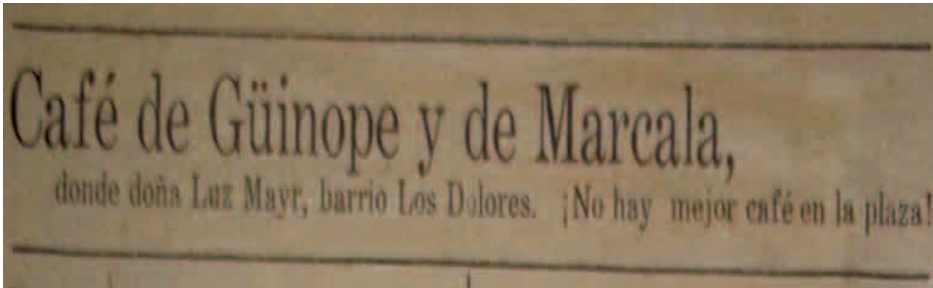 Café de Güinope y de Marcala,
donde doña Luz Mayr, barrio Los Dolores. ¡No hay mejor café en la plaza!